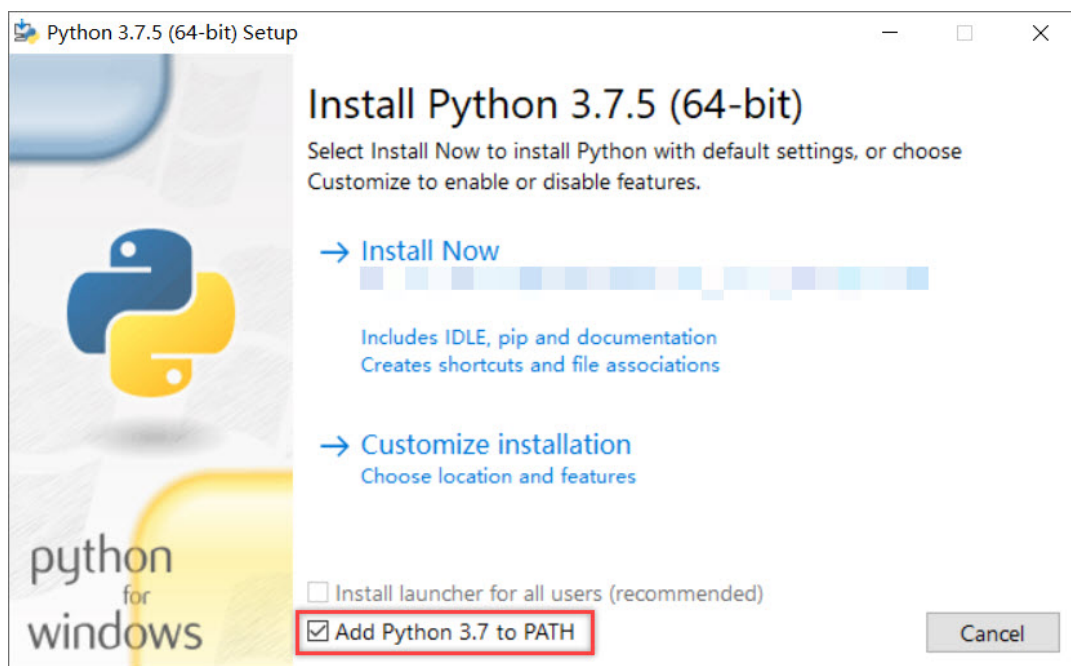 Python 3.7.5 (64-bit) Setup
Install Python 3.7.5 (64-bit)
Select Install Now to install Python with default settings, or choose
Customize to enable or disable features.
Install Now
Includes IDLE, pip and documentation
Creates shortcuts and file associations
Customize installation
Choose location and features
python
for
windows
Install launcher for all users (recommended)
Add Python 3.7 to PATH
Cancel